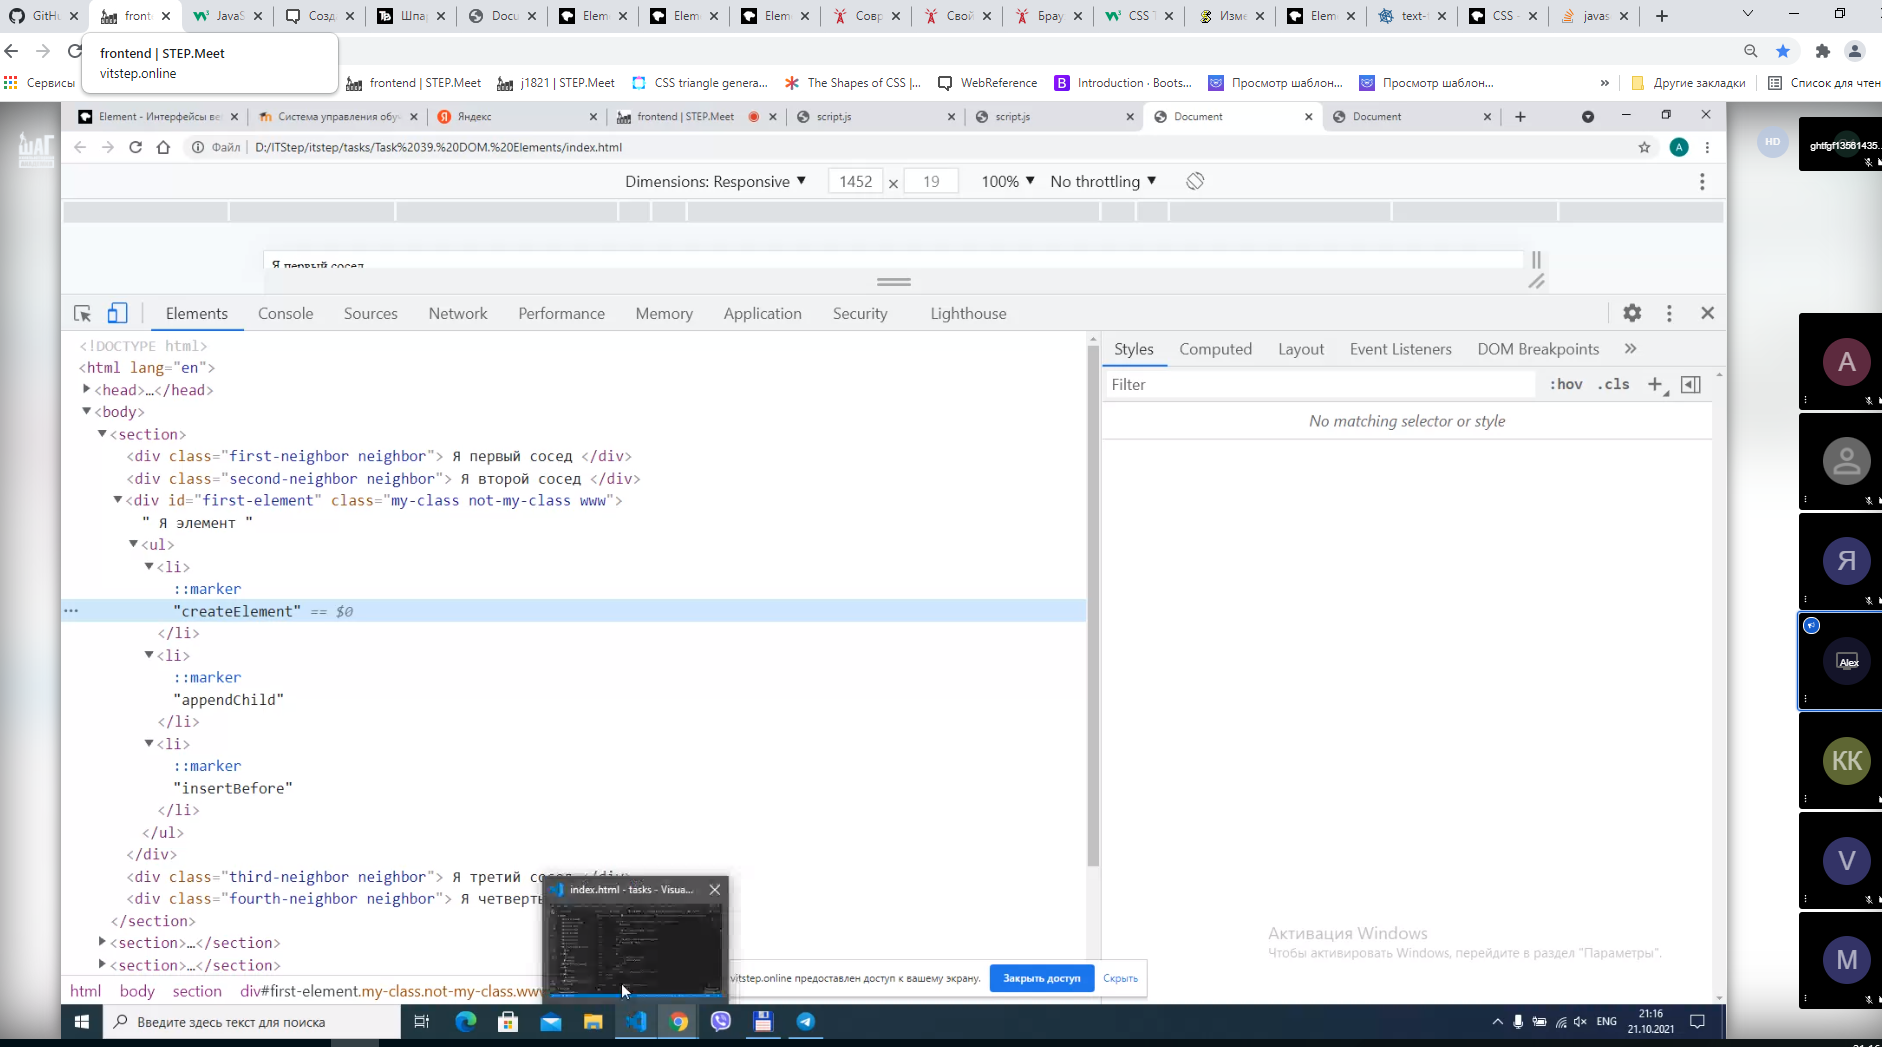 GitHu
front
JavaS
Созд
Шпар
Docu
Elem
Elem
Elem
Совр
Свой
Брау
CSS T
Изме
Elem
text-
CSS -
javas
frontend | STEP.Meet
vitstep.online
Сервисы
frontend | STEP.Meet
j1821 | STEP.Meet
CSS triangle genera...
The Shapes of CSS |...
WebReference
Introduction · Boots...
Просмотр шаблон...
Просмотр шаблон...
»
Другие закладки
Список для чтен
ШАГ
Element - Интерфейсы ве
Система управления обу
Яндекс
frontend | STEP.Meet
script.js
script.js
Document
Document
HD
ghtfgf13561435...
Файл | D:/ITStep/itstep/tasks/Task%2039.%20DOM.%20Elements/index.html
A
Dimensions: Responsive ▼ 1452 x 19 100% ▼ No throttling ▼
Я первый сосед
Elements Console Sources Network Performance Memory Application Security Lighthouse
<!DOCTYPE html>
<html lang="en">
<head>…</head>
<body>
<section>
<div class="first-neighbor neighbor"> Я первый сосед </div>
<div class="second-neighbor neighbor"> Я второй сосед </div>
<div id="first-element" class="my-class not-my-class www">
" Я элемент "
<ul>
<li>
::marker
"createElement" == $0
</li>
<li>
::marker
"appendChild"
</li>
<li>
::marker
"insertBefore"
</li>
</ul>
</div>
<div class="third-neighbor neighbor"> Я третий сосед </div>
<div class="fourth-neighbor neighbor"> Я четверты
</section>
<section>…</section>
<section>…</section>
html body section div#first-element.my-class.not-my-class.www
Styles Computed Layout Event Listeners DOM Breakpoints »
Filter :hov .cls +
No matching selector or style
A
Я
Alex
КК
V
M
index.html - tasks - Visua...
Активация Windows
Чтобы активировать Windows, перейдите в раздел "Параметры".
vitstep.online предоставлен доступ к вашему экрану. Закрыть доступ Скрыть
Введите здесь текст для поиска
ENG
21:16
21.10.2021